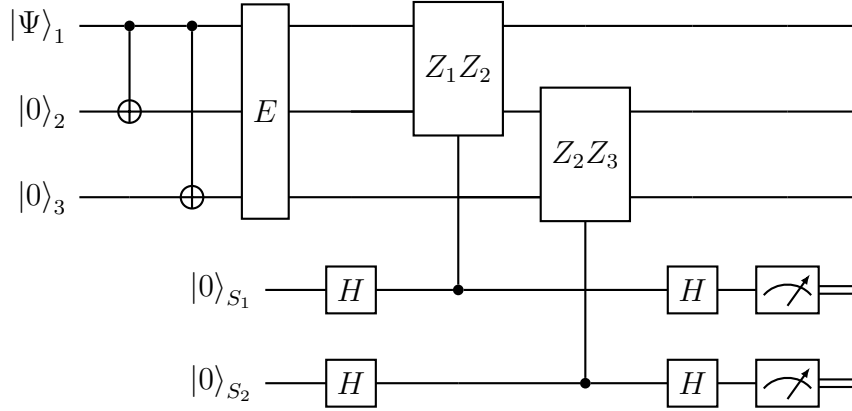 |Ψ⟩₁
Z₁Z₂
|0⟩₂ E
Z₂Z₃
|0⟩₃
|0⟩_{S₁} H H
|0⟩_{S₂} H H